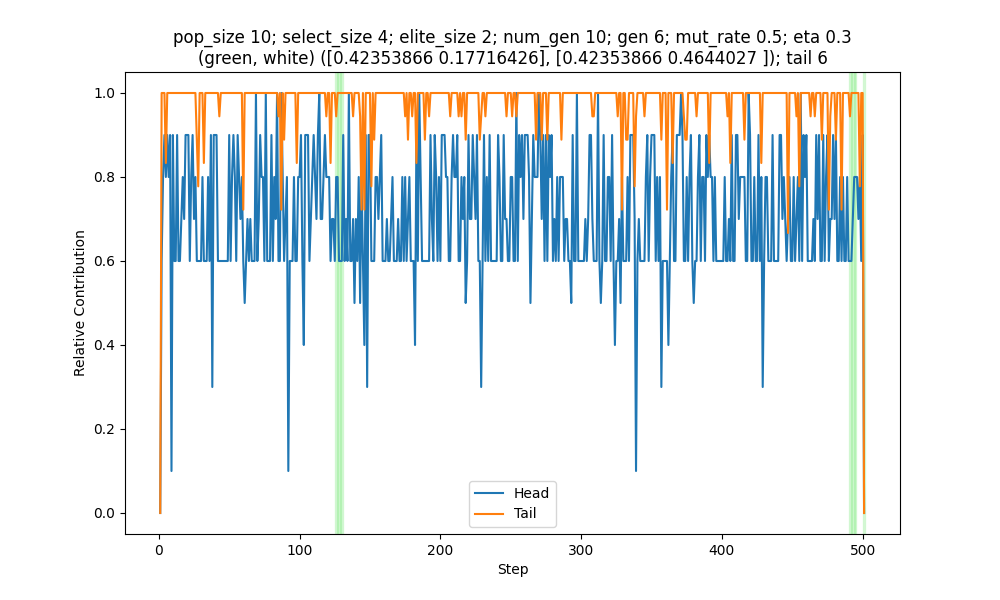 pop_size 10; select_size 4; elite_size 2; num_gen 10; gen 6; mut_rate 0.5; eta 0.3
(green, white) ([0.42353866 0.17716426], [0.42353866 0.4644027 ]); tail 6
1.0
0.8
0.6
0.4
0.2
0.0
Relative Contribution
Head
Tail
0
100
200
300
400
500
Step